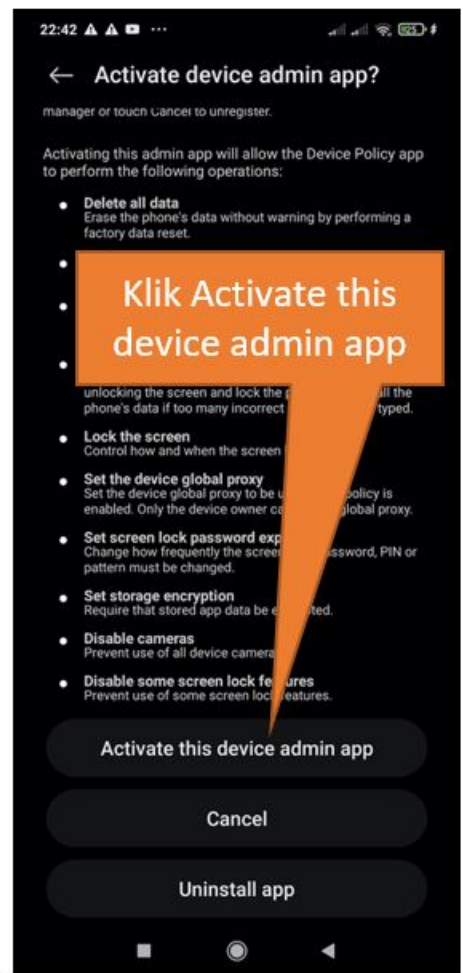 22:42
Activate device admin app?
manager or touch Cancel to unregister.
Activating this admin app will allow the Device Policy app
to perform the following operations:
Delete all data
Erase the phone's data without warning by performing a
factory data reset.
Klik Activate this
device admin app
unlocking the screen and lock the all the
phone's data if too many incorrect typed.
Lock the screen
Control how and when the screen
Set the device global proxy
Set the device global proxy to be policy is
enabled. Only the device owner global proxy.
Set screen lock password
Change how frequently the PIN or
pattern must be changed.
Set storage encryption
Require that stored app data be
Disable cameras
Prevent use of all device
Disable some screen lock features
Prevent use of some screen lock features.
Activate this device admin app
Cancel
Uninstall app